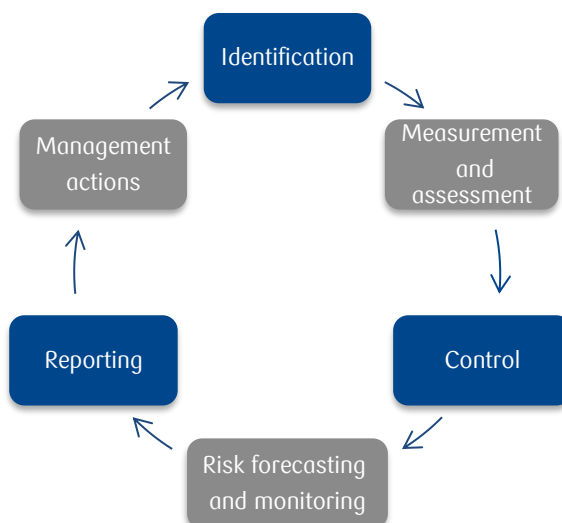 Identification
Measurement
and
assessment
Control
Risk forecasting
and monitoring
Reporting
Management
actions